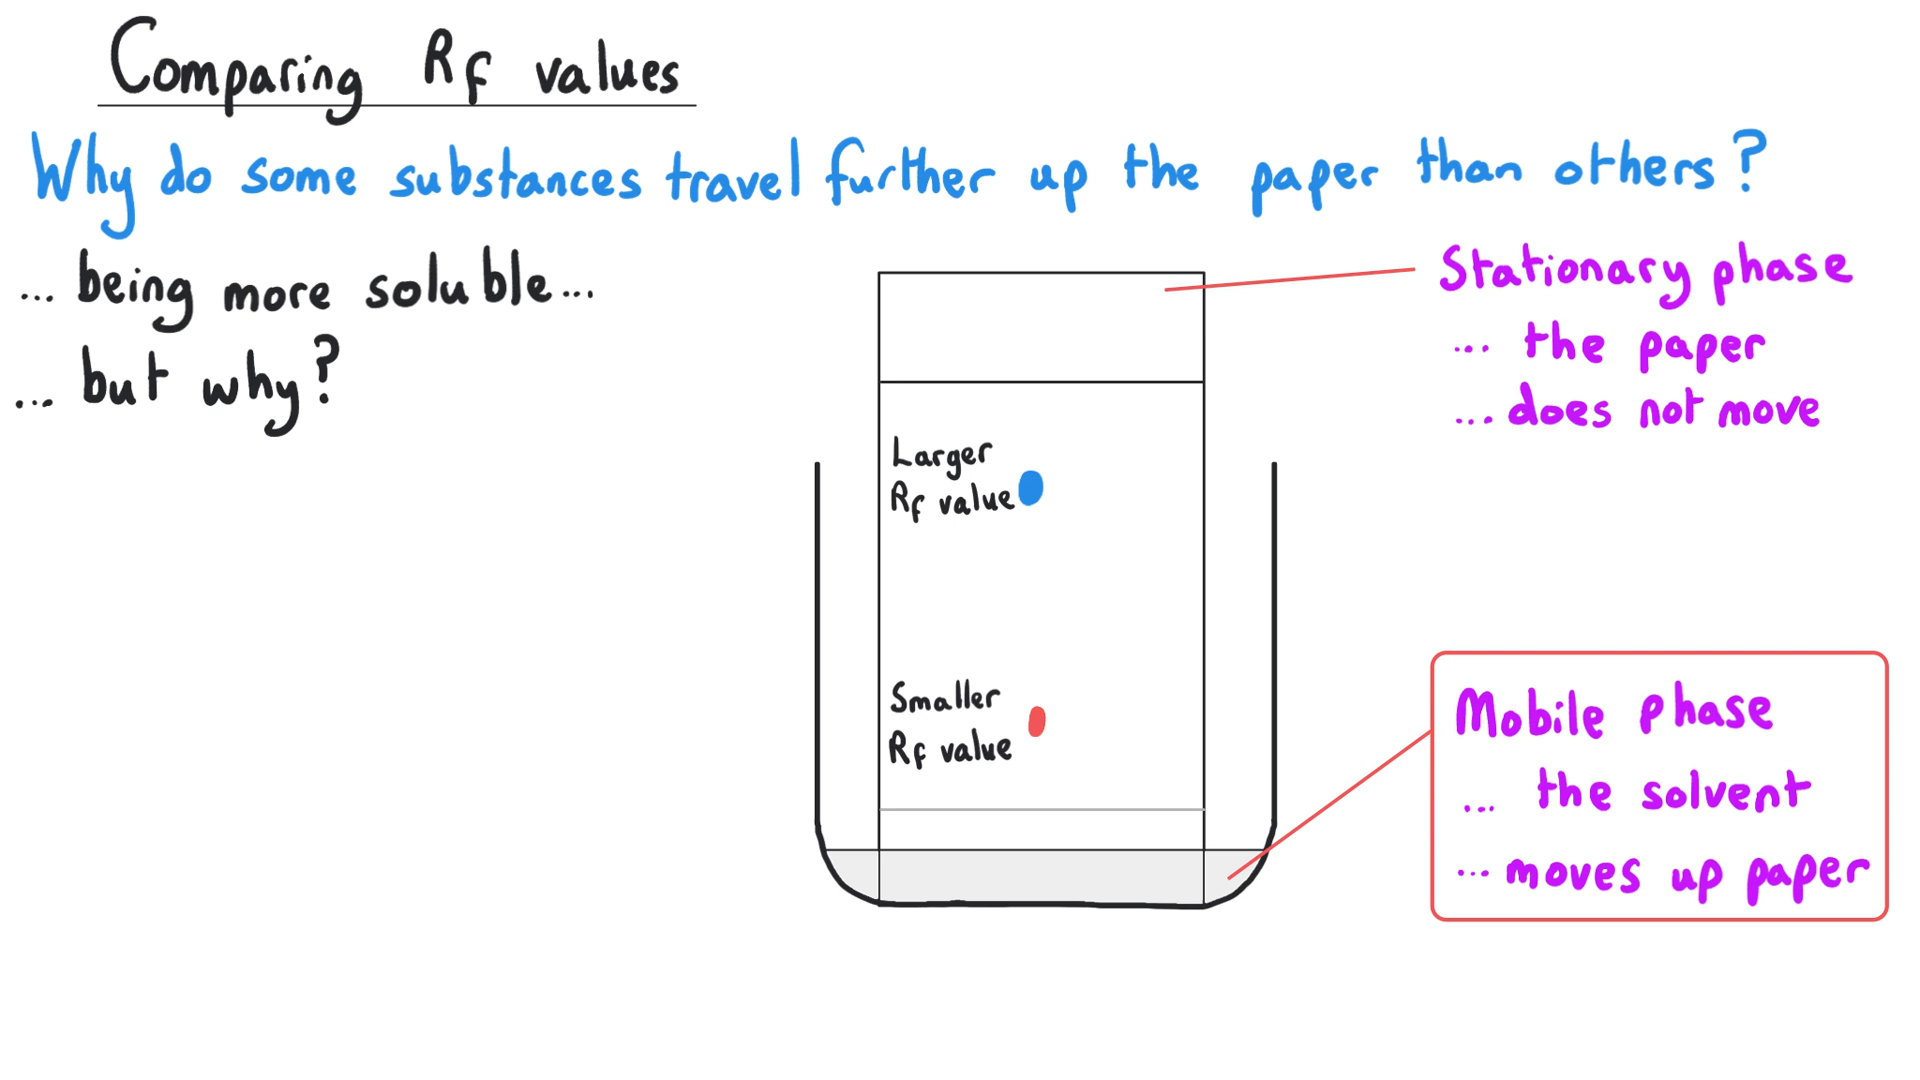 Comparing Rf values
Why do some substances travel further up the paper than others?
... being more soluble...
... but why?
Larger
Rf value
Smaller
Rf value
Stationary phase
... the paper
... does not move
Mobile phase
... the solvent
... moves up paper